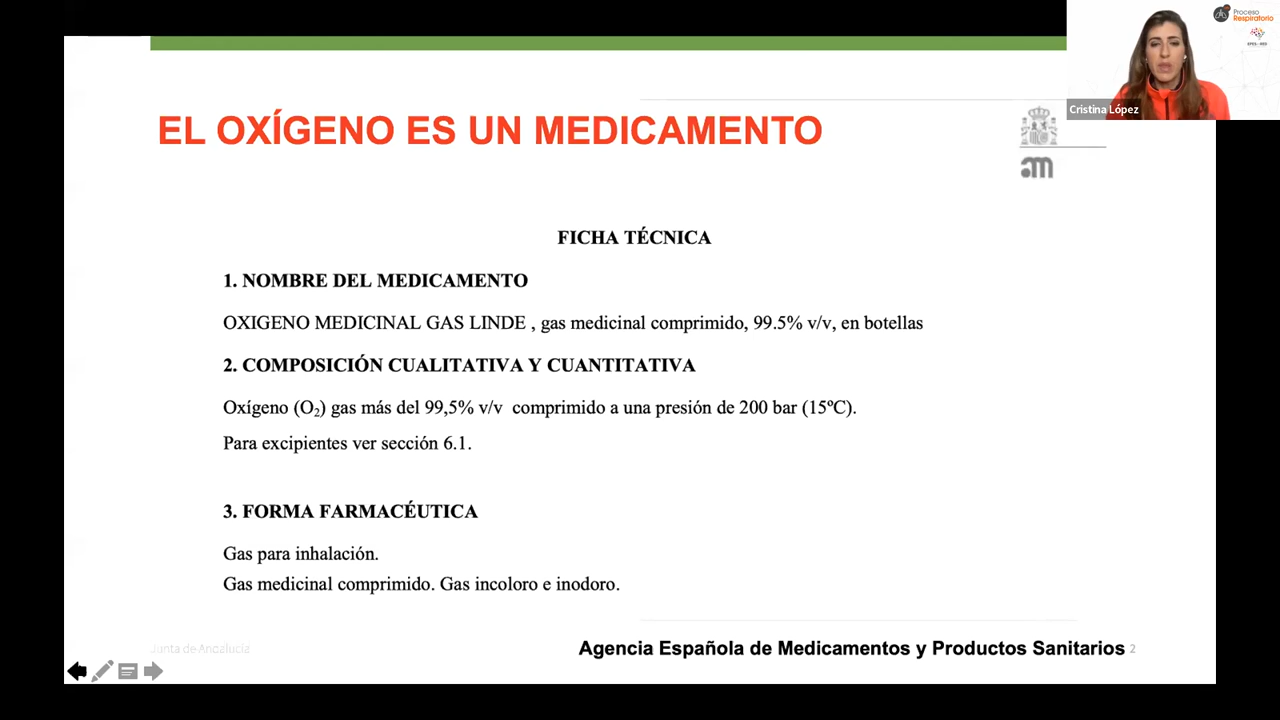 Proceso
Respiratorio
Cristina López
EL OXÍGENO ES UN MEDICAMENTO
am
FICHA TÉCNICA
1. NOMBRE DEL MEDICAMENTO
OXIGENO MEDICINAL GAS LINDE , gas medicinal comprimido, 99.5% v/v, en botellas
2. COMPOSICIÓN CUALITATIVA Y CUANTITATIVA
Oxígeno (O₂) gas más del 99,5% v/v comprimido a una presión de 200 bar (15ºC).
Para excipientes ver sección 6.1.
3. FORMA FARMACÉUTICA
Gas para inhalación.
Gas medicinal comprimido. Gas incoloro e inodoro.
Junta de Andalucía
Agencia Española de Medicamentos y Productos Sanitarios 2